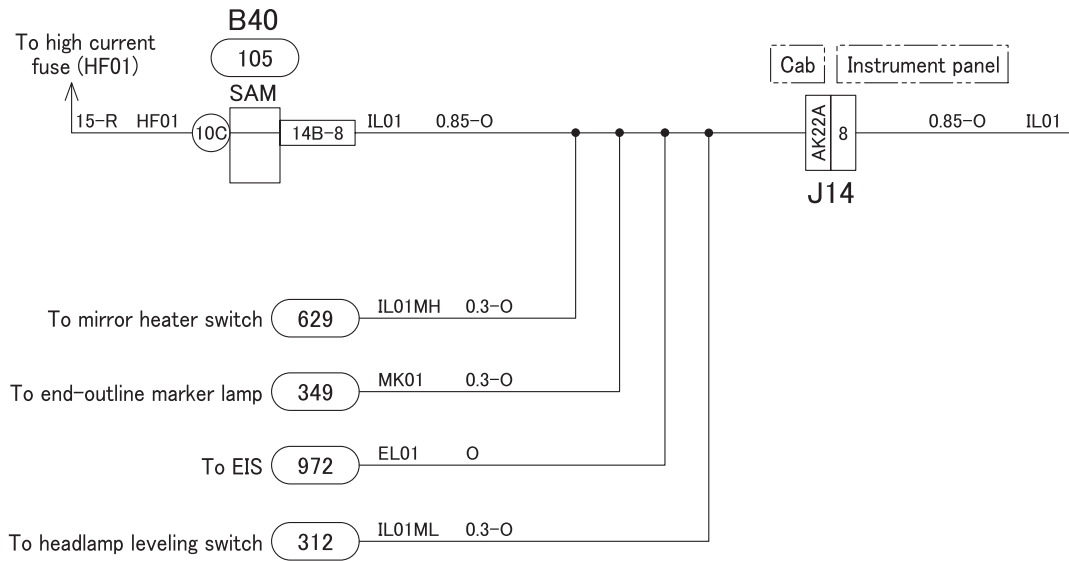 B40
To high current
fuse (HF01)
105
Cab
Instrument panel
SAM
15-R HF01
10C
14B-8
IL01 0.85-O
AK22A
8
0.85-O IL01
J14
To mirror heater switch
629
IL01MH 0.3-O
To end-outline marker lamp
349
MK01 0.3-O
To EIS
972
EL01 O
To headlamp leveling switch
312
IL01ML 0.3-O